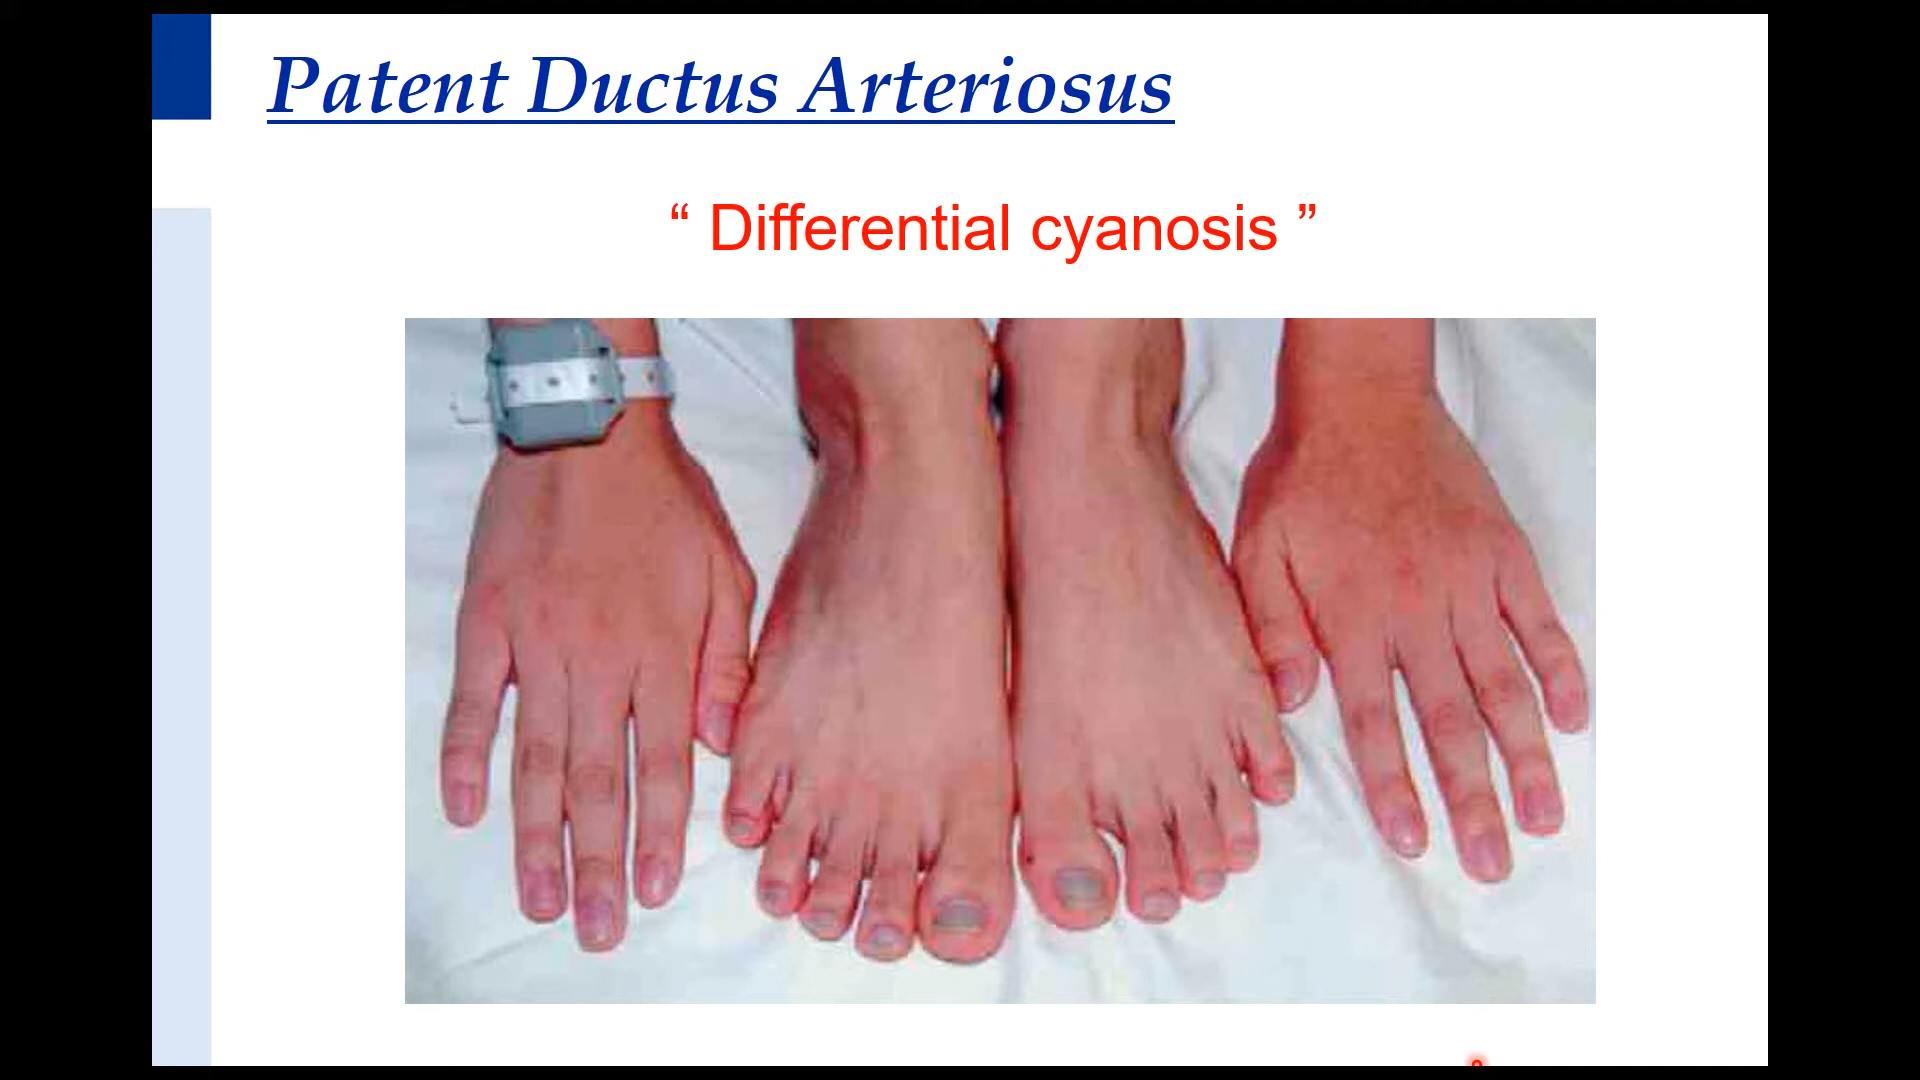 Patent Ductus Arteriosus
“ Differential cyanosis ”